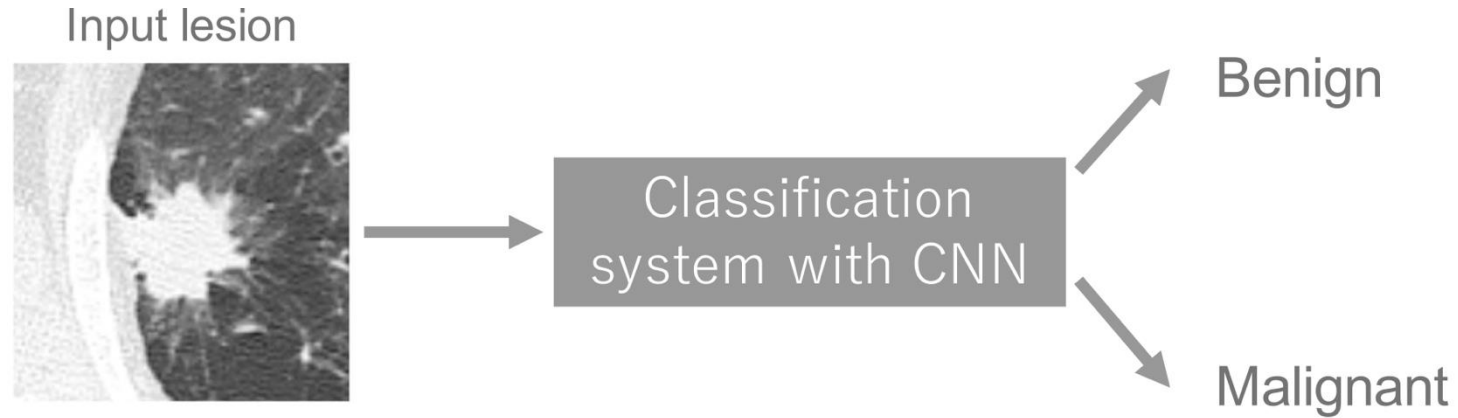 Input lesion
Benign
Classification
system with CNN
Malignant